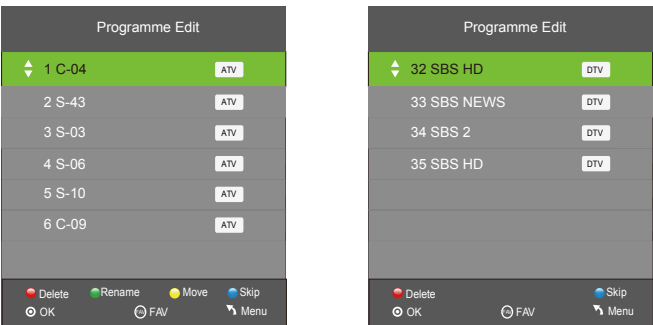 Programme Edit
1 C-04 ATV
2 S-43 ATV
3 S-03 ATV
4 S-06 ATV
5 S-10 ATV
6 C-09 ATV
Delete Rename Move Skip
OK FAV FAV Menu
Programme Edit
32 SBS HD DTV
33 SBS NEWS DTV
34 SBS 2 DTV
35 SBS HD DTV
Delete Skip
OK FAV FAV Menu